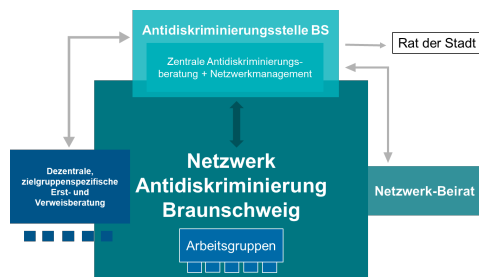 Antidiskriminierungsstelle BS
Zentrale Antidiskriminierungs-
beratung + Netzwerkmanagement
Rat der Stadt
Dezentrale,
zielgruppenspezifische
Erst- und
Verweisberatung
Netzwerk
Antidiskriminierung
Braunschweig
Netzwerk-Beirat
Arbeitsgruppen